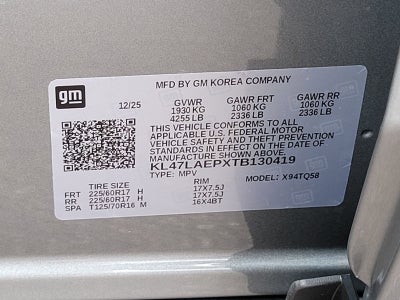 MFD BY GM KOREA COMPANY
gm
12/25 GVWR GAWR FRT GAWR RR
1930 KG 1060 KG 1060 KG
4255 LB 2336 LB 2336 LB
THIS VEHICLE CONFORMS TO ALL
APPLICABLE U.S. FEDERAL MOTOR
VEHICLE SAFETY AND THEFT PREVENTION
STANDARDS IN EFFECT ON THE DATE OF
MANUFACTURE SHOWN ABOVE.
KL47LAEPXTB130419
TYPE: MPV MODEL: X94TQ58
TIRE SIZE RIM
FRT 225/60R17 H 17X7.5J
RR 225/60R17 H 17X7.5J
SPA T125/70R16 M 16X4BT